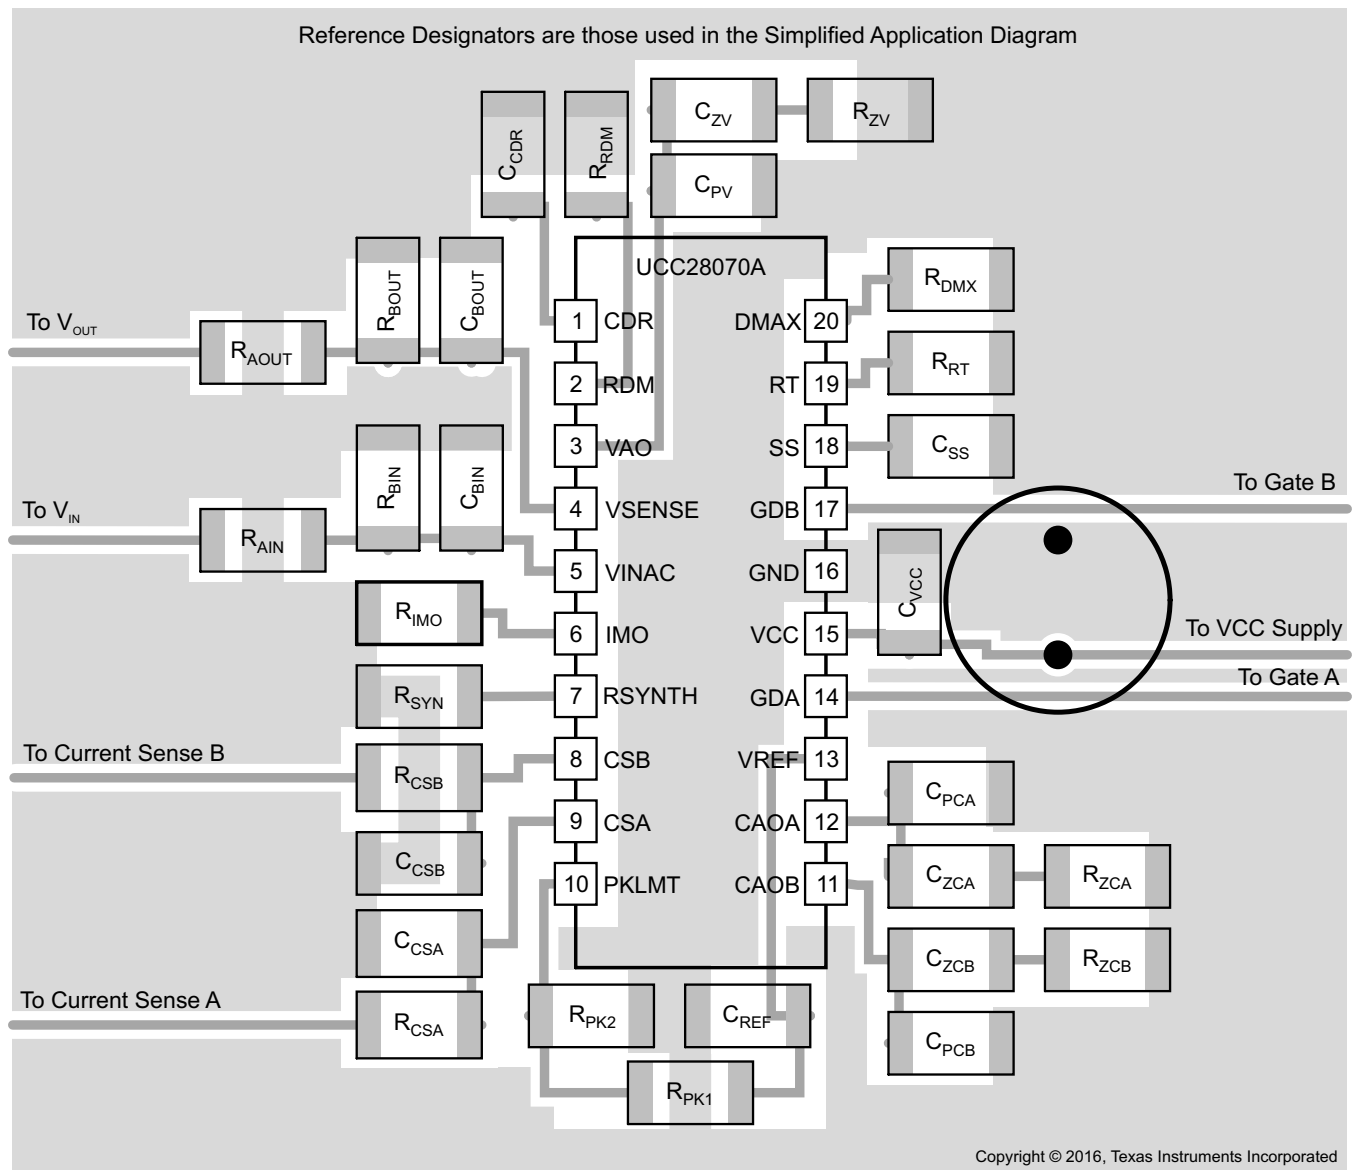 Reference Designators are those used in the Simplified Application Diagram
CZV
RZV
CCDR
RRDM
CPV
RBOUT
CBOUT
UCC28070A
RDMX
To VOUT
RAOUT
1 CDR
DMAX 20
2 RDM
RT 19
RRT
3 VAO
SS 18
CSS
RBIN
CBIN
To VIN
RAIN
4 VSENSE
GDB 17
To Gate B
5 VINAC
GND 16
CVCC
RIMO
6 IMO
VCC 15
To VCC Supply
To Gate A
RSYN
7 RSYNTH
GDA 14
To Current Sense B
RCSB
8 CSB
VREF 13
CPCA
9 CSA
CAOA 12
CCSB
10 PKLMT
CAOB 11
CZCA
RZCA
CCSA
CZCB
RZCB
To Current Sense A
RCSA
RPK2
CREF
CPCB
RPK1
Copyright © 2016, Texas Instruments Incorporated